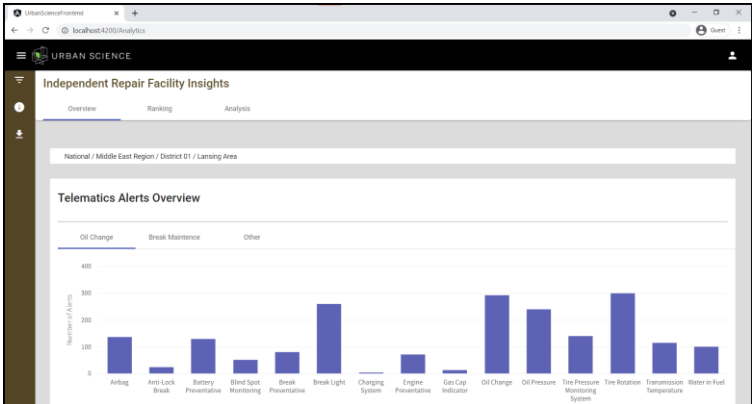 UrbanScienceFrontend
localhost:4200/Analytics
Guest
URBAN SCIENCE
Independent Repair Facility Insights
Overview Ranking Analysis
National / Middle East Region / District 01 / Lansing Area
Telematics Alerts Overview
Oil Change Break Maintence Other
400
300
200
100
0
Number of Alerts
Airbag Anti-Lock Battery Blind Spot Break Break Light Charging Engine Gas Cap Oil Change Oil Pressure Tire Pressure Tire Rotation Transmission Water in Fuel
Break Preventative Monitoring Preventative System Preventative Indicator Monitoring Temperature
System